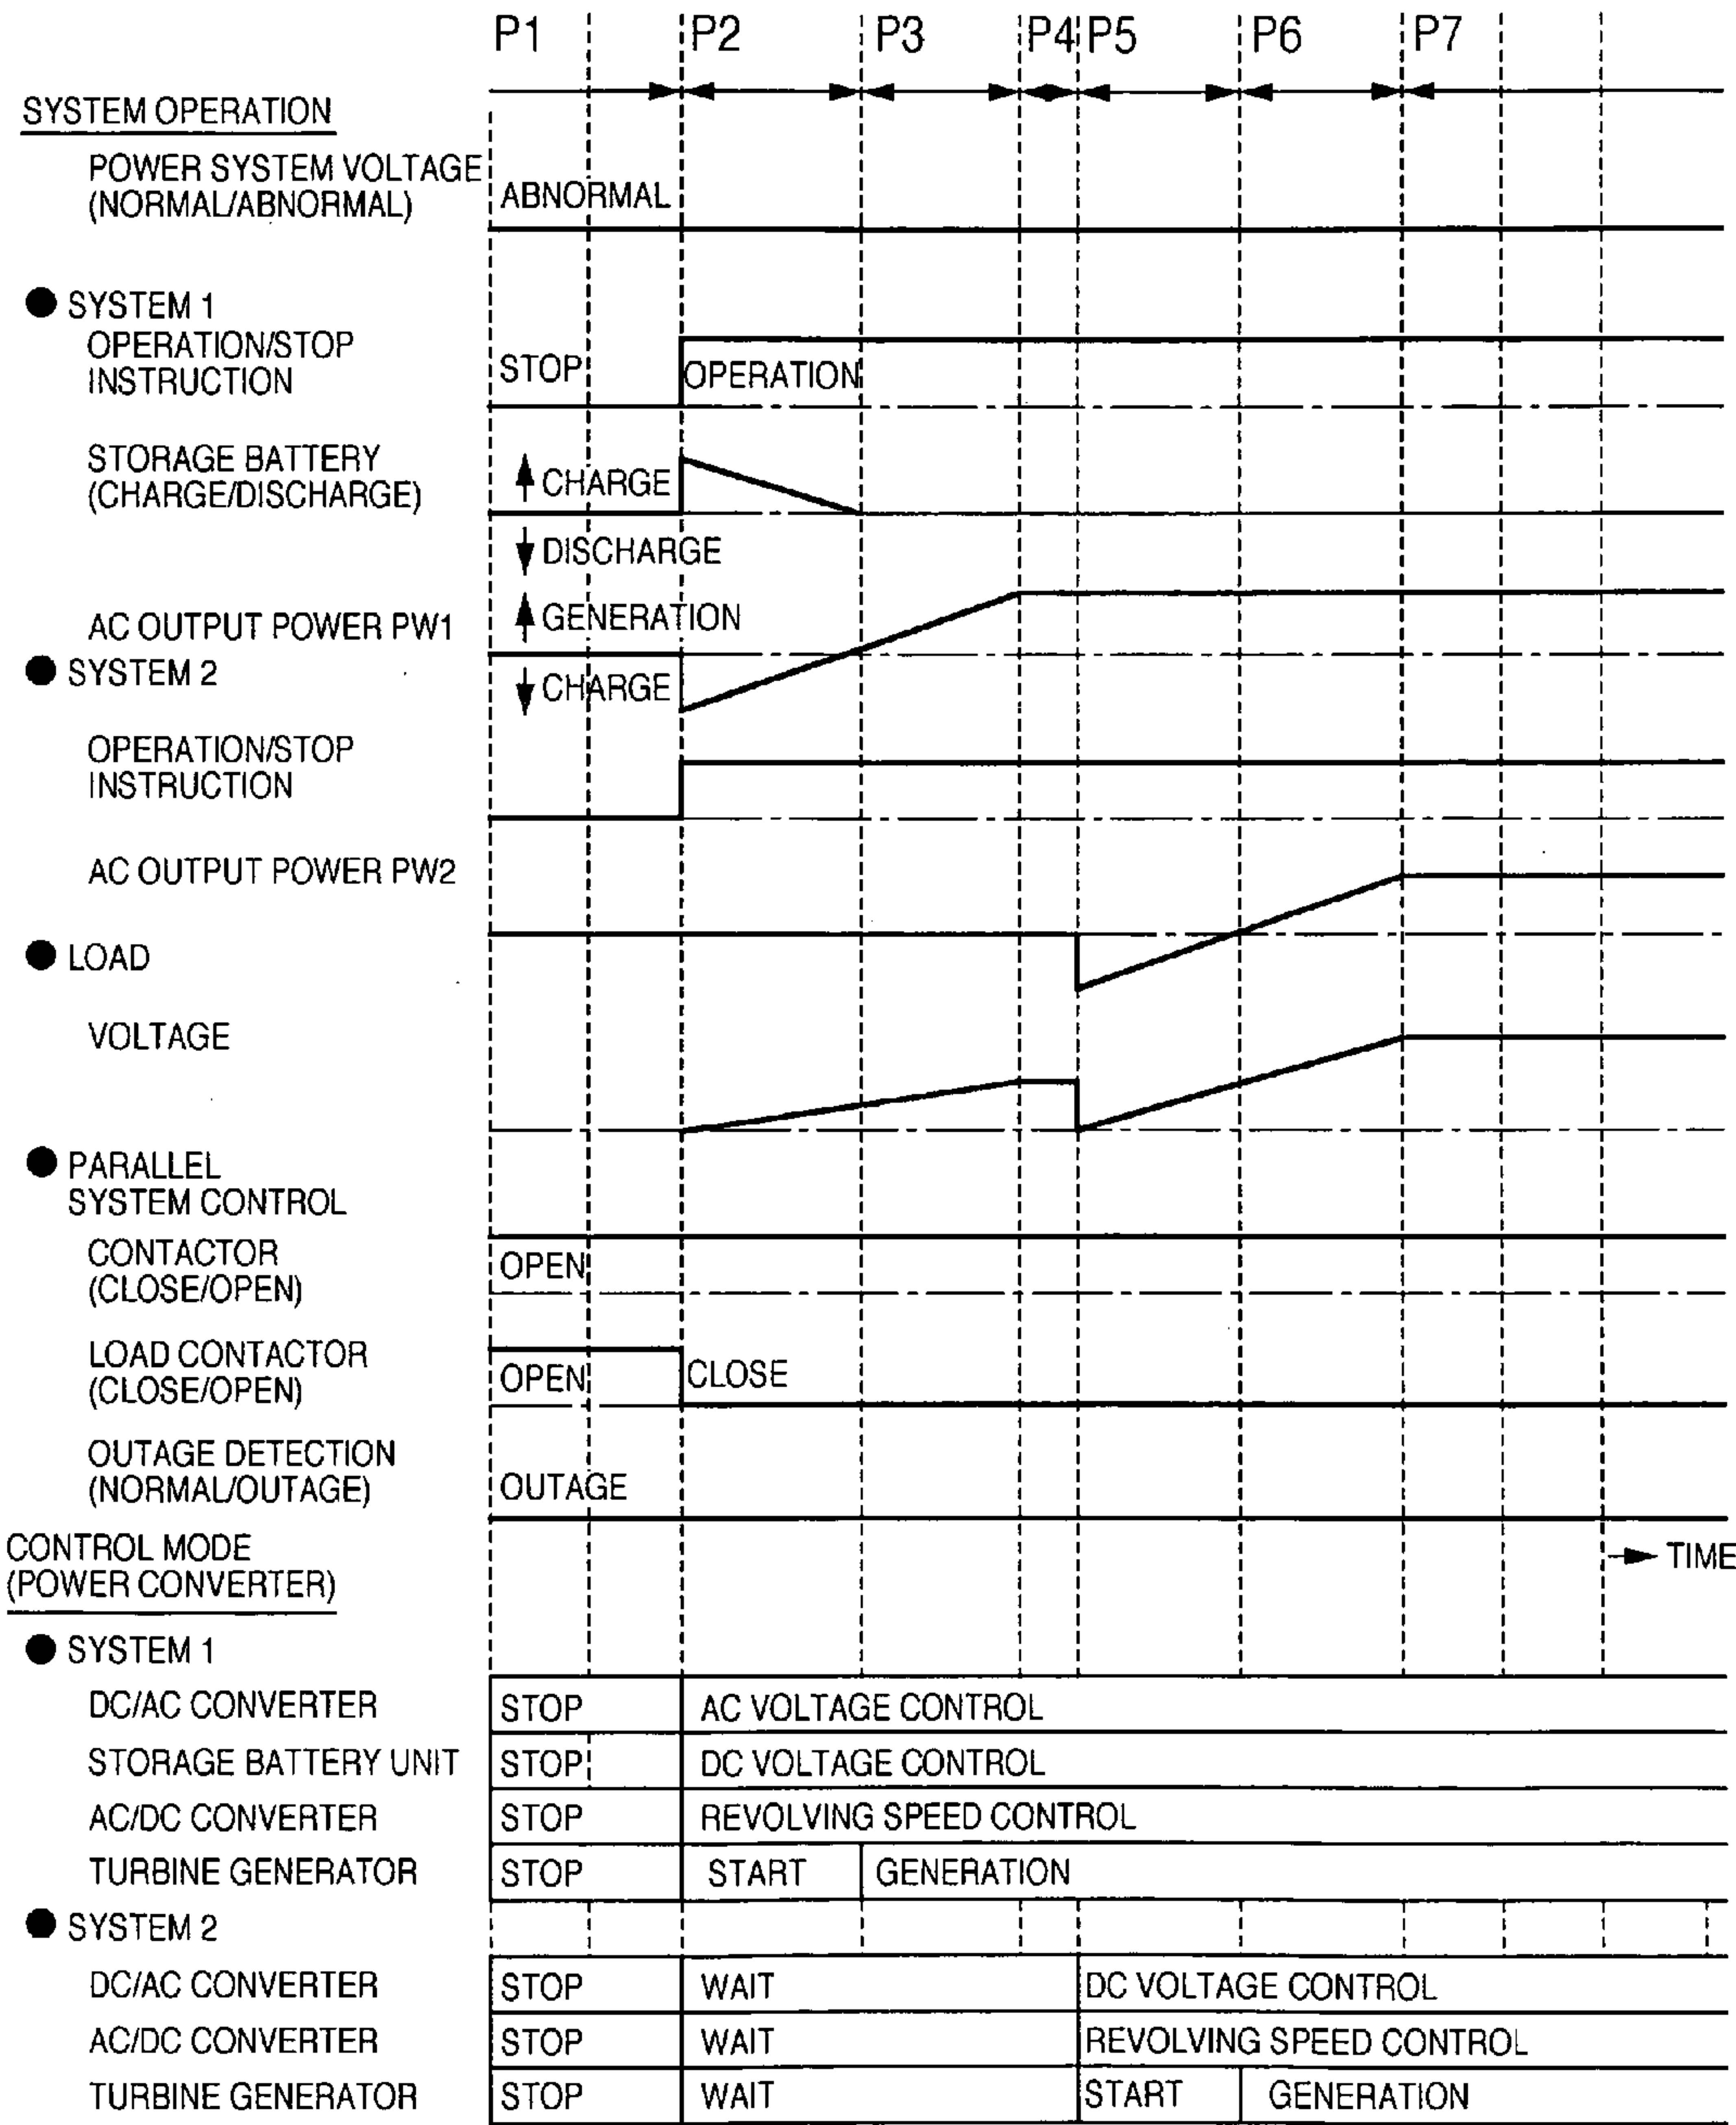 P1 P2 P3 P4 P5 P6 P7
SYSTEM OPERATION
POWER SYSTEM VOLTAGE
(NORMAL/ABNORMAL)
ABNORMAL
● SYSTEM 1
OPERATION/STOP
INSTRUCTION
STOP
OPERATION
STORAGE BATTERY
(CHARGE/DISCHARGE)
CHARGE
DISCHARGE
AC OUTPUT POWER PW1
GENERATION
CHARGE
● SYSTEM 2
OPERATION/STOP
INSTRUCTION
AC OUTPUT POWER PW2
● LOAD
VOLTAGE
● PARALLEL
SYSTEM CONTROL
CONTACTOR
(CLOSE/OPEN)
OPEN
LOAD CONTACTOR
(CLOSE/OPEN)
OPEN
CLOSE
OUTAGE DETECTION
(NORMAL/OUTAGE)
OUTAGE
CONTROL MODE
(POWER CONVERTER)
TIME
● SYSTEM 1
DC/AC CONVERTER STOP AC VOLTAGE CONTROL
STORAGE BATTERY UNIT STOP DC VOLTAGE CONTROL
AC/DC CONVERTER STOP REVOLVING SPEED CONTROL
TURBINE GENERATOR STOP START GENERATION
● SYSTEM 2
DC/AC CONVERTER STOP WAIT DC VOLTAGE CONTROL
AC/DC CONVERTER STOP WAIT REVOLVING SPEED CONTROL
TURBINE GENERATOR STOP WAIT START GENERATION